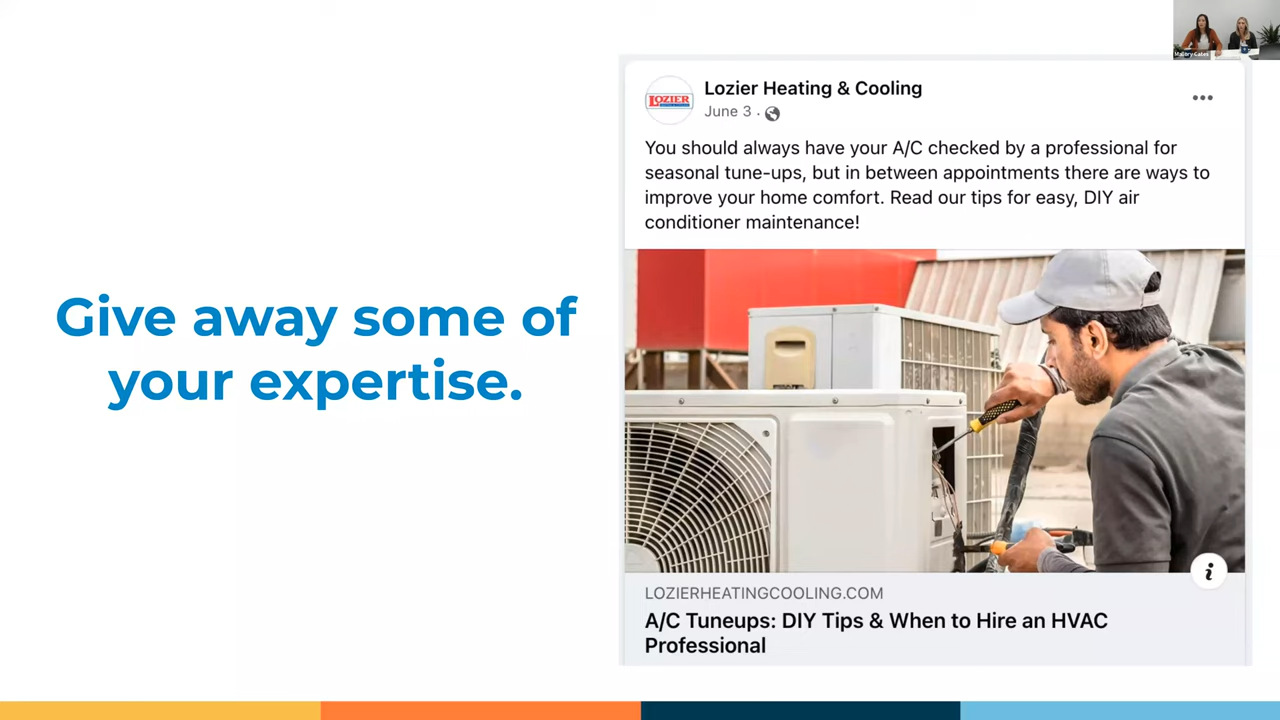 Give away some of
your expertise.
Mallory Cates
LOZIER
Lozier Heating & Cooling
June 3 ·
You should always have your A/C checked by a professional for
seasonal tune-ups, but in between appointments there are ways to
improve your home comfort. Read our tips for easy, DIY air
conditioner maintenance!
i
LOZIERHEATINGCOOLING.COM
A/C Tuneups: DIY Tips & When to Hire an HVAC
Professional